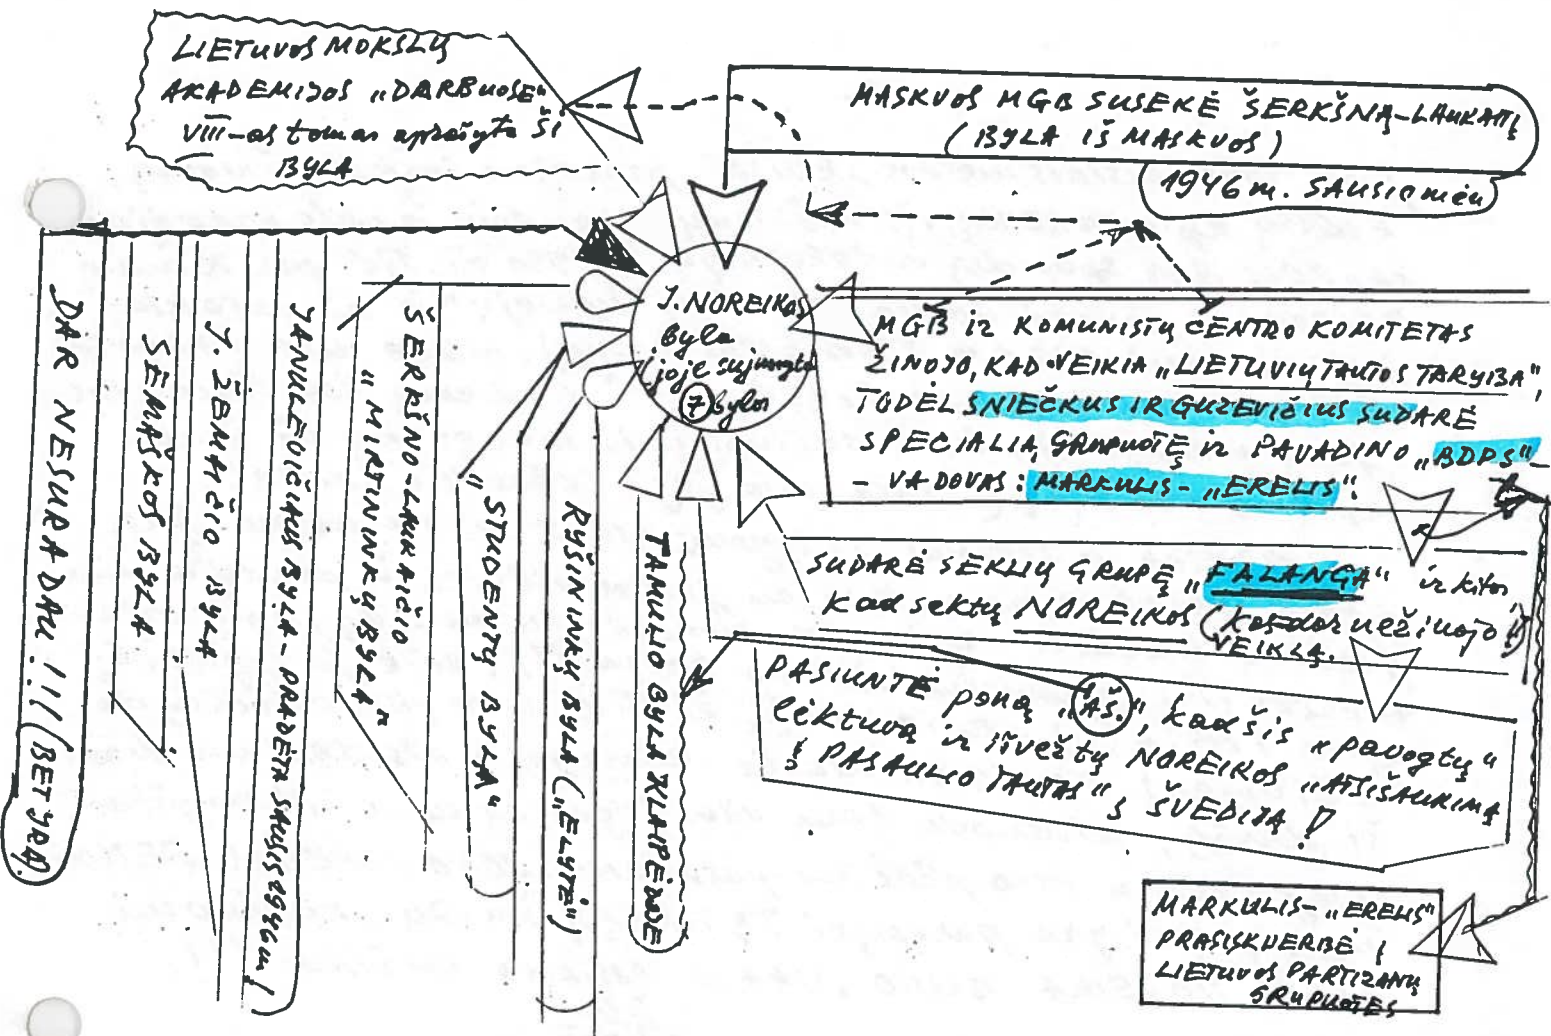 LIETUVOS MOKSLŲ
AKADEMIJOS „DARBUOSE"
VIII-as tomas aprašyta ši
BYLA
MASKVOS MGB SUSEKĖ ŠERKŠNĄ-LAUKAITĮ
(BYLA IŠ MASKVOS)
1946 m. SAUSIO mėn
J. NOREIKOS
byla
(joje sujungta
7 bylos
MGB ir KOMUNISTŲ CENTRO KOMITETAS
ŽINOJO, KAD VEIKIA „LIETUVIŲ TAUTOS TARYBA",
TODĖL SNIEČKUS IR GUZEVIČIUS SUDARĖ
SPECIALIĄ GRUPUOTĘ ir PAVADINO „BDPS"-
- VADOVAS: MARKULIS - „ERELIS".
SUDARĖ SEKLIŲ GRUPĘ „FALANGA" ir kitos,
kad sektų NOREIKOS (kas dar nežinojo!)
VEIKLĄ.
PASIUNTĖ poną „A.Š.", kad šis „pavogtų"
lėktuvą ir išvežtų NOREIKOS „ATSIŠAUKIMĄ
Į PASAULIO TAUTAS" Į ŠVEDIJĄ!
MARKULIS - „ERELIS"
PRASISKVERBĖ Į
LIETUVOS PARTIZANŲ
GRUPUOTES
DAR NESURADAU!!! (BET YRA)
SĖMAŠKOS BYLA
J. ŽEMAIČIO BYLA
JANULEVIČIAUS BYLA - PRADĖTA SAUSIS 1946 m!
ŠERKŠNO LAUKAIČIO
„MIRTININKŲ BYLA"
„STUDENTŲ BYLA"
RYŠININKŲ BYLA („ELYTĖ")
TAMULIO BYLA KLAIPĖDOJE